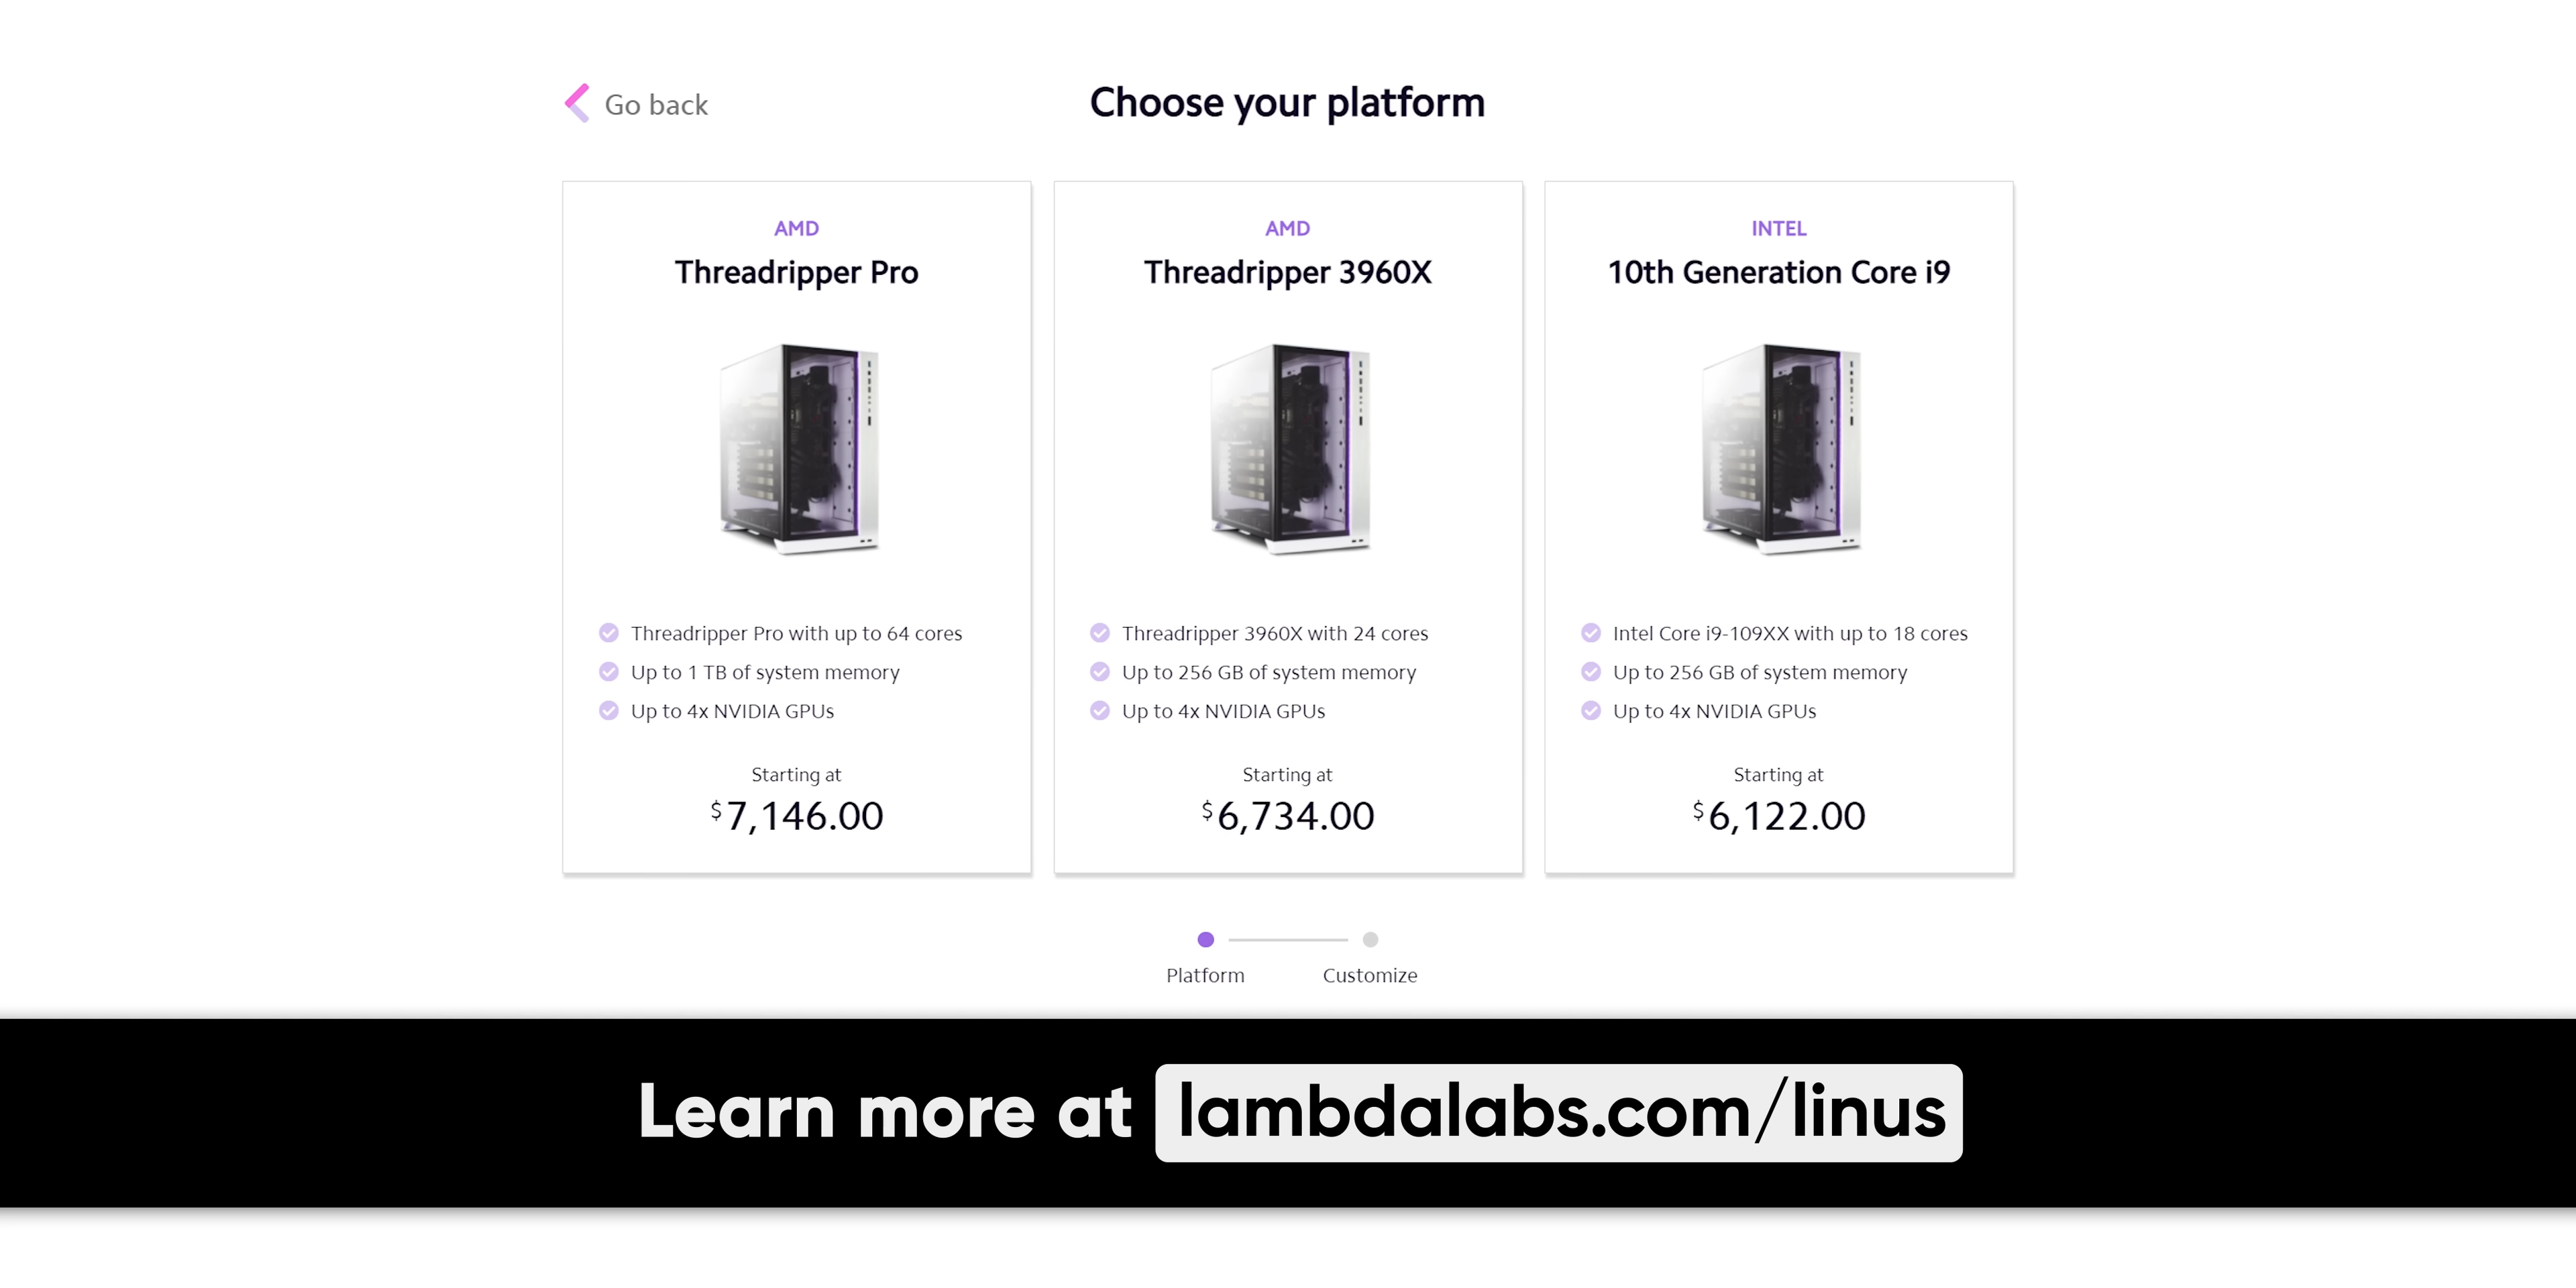 Go back
Choose your platform
AMD
Threadripper Pro
Threadripper Pro with up to 64 cores
Up to 1 TB of system memory
Up to 4x NVIDIA GPUs
Starting at
$7,146.00
AMD
Threadripper 3960X
Threadripper 3960X with 24 cores
Up to 256 GB of system memory
Up to 4x NVIDIA GPUs
Starting at
$6,734.00
INTEL
10th Generation Core i9
Intel Core i9-109XX with up to 18 cores
Up to 256 GB of system memory
Up to 4x NVIDIA GPUs
Starting at
$6,122.00
Platform
Customize
Learn more at lambdalabs.com/linus